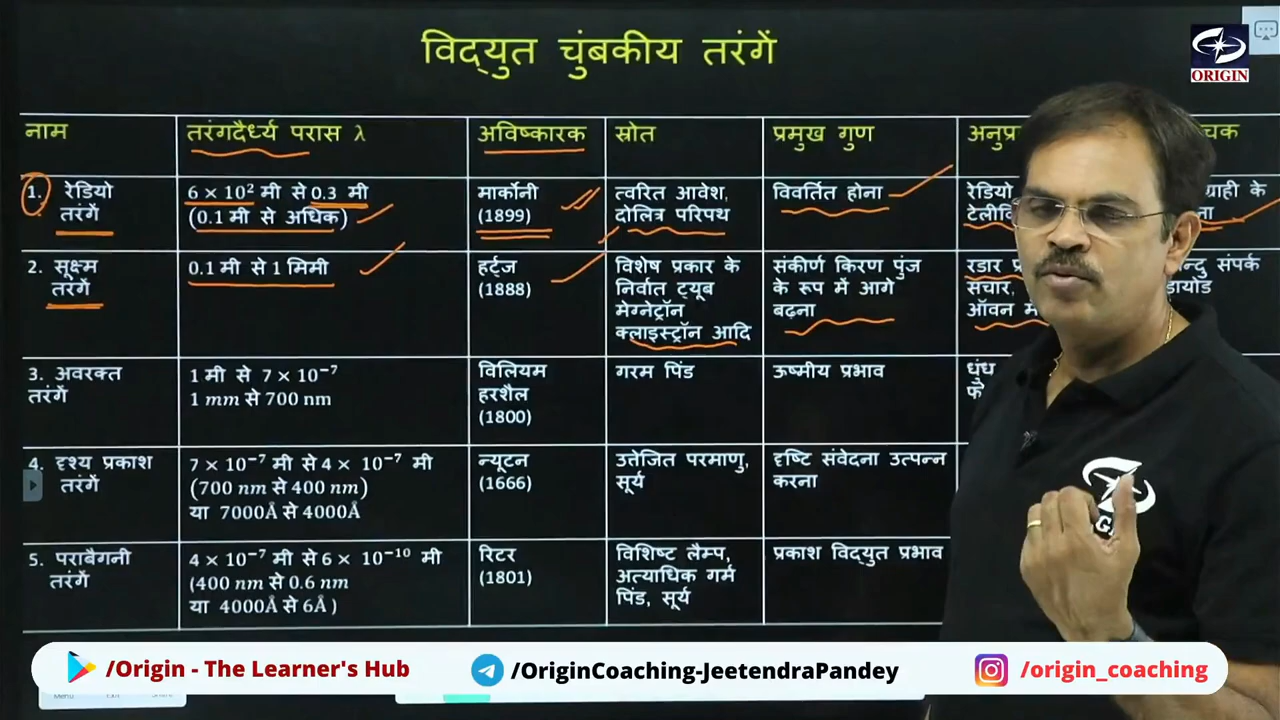 विद्युत चुंबकीय तरंगें
ORIGIN
नाम
तरंगदैर्ध्य परास λ
अविष्कारक
स्रोत
प्रमुख गुण
अनुप्र
चक
1. रेडियो
तरंगें
6 × 10² मी से 0.3 मी
(0.1 मी से अधिक)
मार्कोनी
(1899)
त्वरित आवेश,
दोलित्र परिपथ
विवर्तित होना
रेडियो
ग्राही के
टेलीवि
ना
2. सूक्ष्म
तरंगें
0.1 मी से 1 मिमी
हर्ट्ज
(1888)
विशेष प्रकार के
निर्वात ट्यूब
मेग्नेट्रॉन
क्लाइस्ट्रॉन आदि
संकीर्ण किरण पुंज
के रूप में आगे
बढ़ना
रडार प्र
न्दु संपर्क
संचार,
डायोड
ऑवन म
3. अवरक्त
तरंगें
1 मी से 7 × 10⁻⁷
1 mm से 700 nm
विलियम
हरशैल
(1800)
गरम पिंड
ऊष्मीय प्रभाव
धुंध
फो
4. दृश्य प्रकाश
तरंगें
7 × 10⁻⁷ मी से 4 × 10⁻⁷ मी
(700 nm से 400 nm)
या 7000Å से 4000Å
न्यूटन
(1666)
उत्तेजित परमाणु,
सूर्य
दृष्टि संवेदना उत्पन्न
करना
5. पराबैगनी
तरंगें
4 × 10⁻⁷ मी से 6 × 10⁻¹⁰ मी
(400 nm से 0.6 nm
या 4000Å से 6Å )
रिटर
(1801)
विशिष्ट लैम्प,
अत्याधिक गर्म
पिंड, सूर्य
प्रकाश विद्युत प्रभाव
/Origin - The Learner's Hub
/OriginCoaching-JeetendraPandey
/origin_coaching